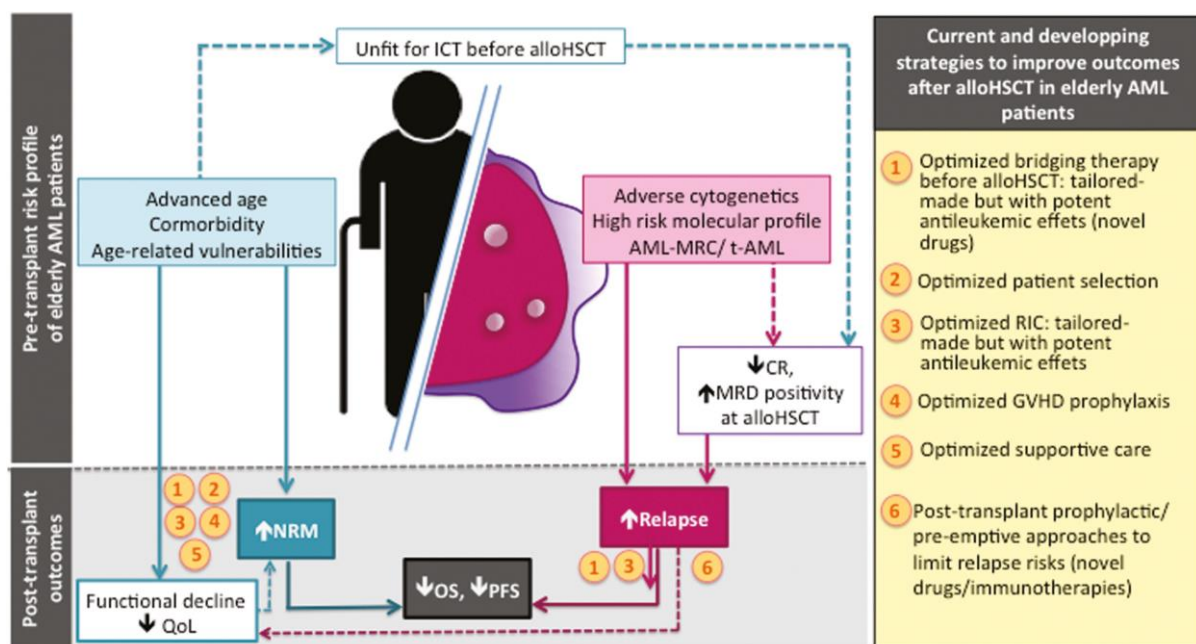 Pre-transplant risk profile
of elderly AML patients
Unfit for ICT before alloHSCT
Advanced age
Cormorbidity
Age-related vulnerabilities
Adverse cytogenetics
High risk molecular profile
AML-MRC/ t-AML
↓CR,
↑MRD positivity
at alloHSCT
Post-transplant
outcomes
1 2
3 4
5
↑NRM
↑Relapse
1 3 6
↓OS, ↓PFS
Functional decline
↓ QoL
Current and developping
strategies to improve outcomes
after alloHSCT in elderly AML
patients
1 Optimized bridging therapy
before alloHSCT: tailored-
made but with potent
antileukemic effets (novel
drugs)
2 Optimized patient selection
3 Optimized RIC: tailored-
made but with potent
antileukemic effets
4 Optimized GVHD prophylaxis
5 Optimized supportive care
6 Post-transplant prophylactic/
pre-emptive approaches to
limit relapse risks (novel
drugs/immunotherapies)